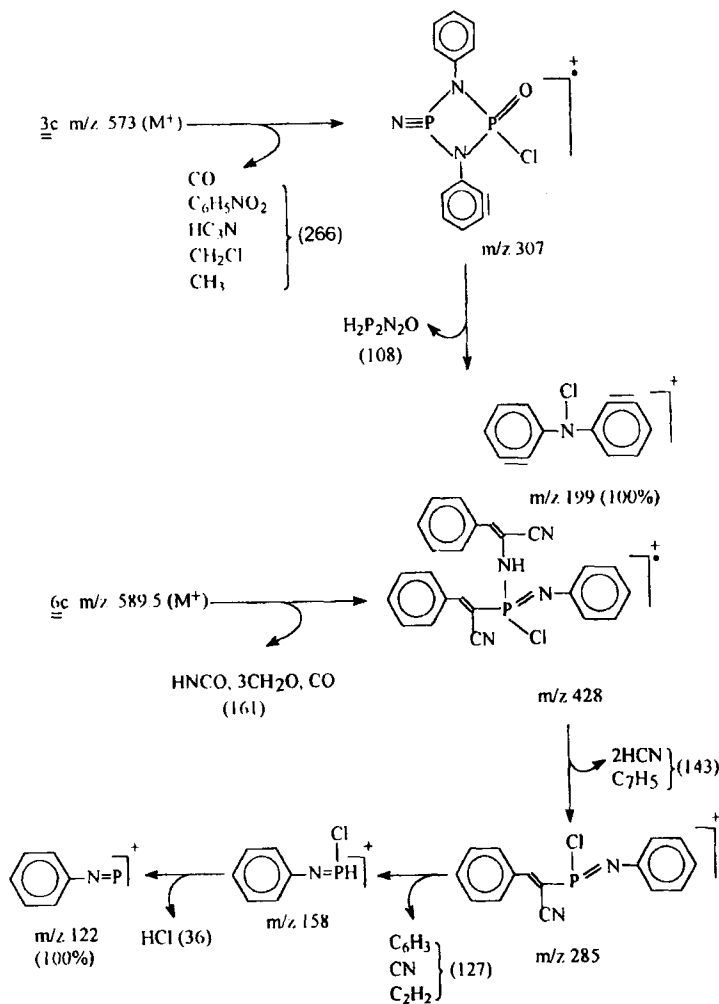 3c m/z 573 (M+)
CO
C6H5NO2
HC3N
CH2Cl
CH3
(266)
N≡P
N
N
P
O
Cl
+•
m/z 307
H2P2N2O
(108)
Cl
N
+
m/z 199 (100%)
6c m/z 589.5 (M+)
HNCO, 3CH2O, CO
(161)
CN
NH
P=N
CN
Cl
+•
m/z 428
2HCN
C7H5
(143)
Cl
P=N
CN
+
m/z 285
C6H3
CN
C2H2
(127)
Cl
N=PH
+
m/z 158
HCl (36)
N=P
+
m/z 122
(100%)